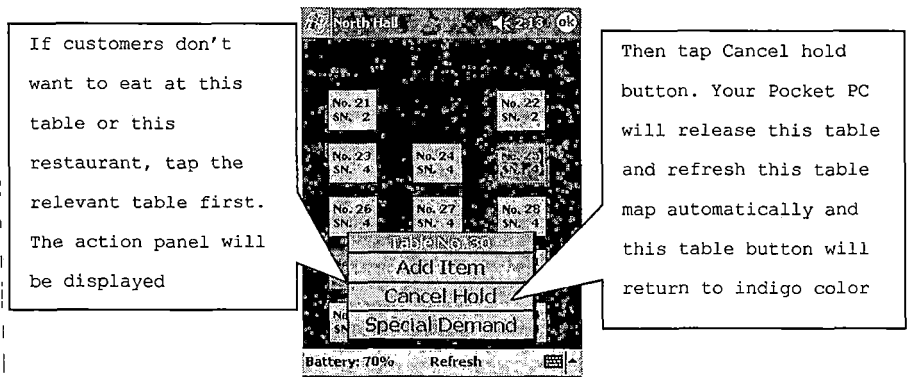 If customers don't
want to eat at this
table or this
restaurant, tap the
relevant table first.
The action panel will
be displayed
North Hall 2:13 ok
No. 21
SN. 2
No. 22
SN. 2
No. 23
SN. 4
No. 24
SN. 4
No. 25
SN. 4
No. 26
SN. 4
No. 27
SN. 4
No. 28
SN. 4
Table No. 30
Add Item
Cancel Hold
Special Demand
Battery: 70% Refresh
Then tap Cancel hold
button. Your Pocket PC
will release this table
and refresh this table
map automatically and
this table button will
return to indigo color